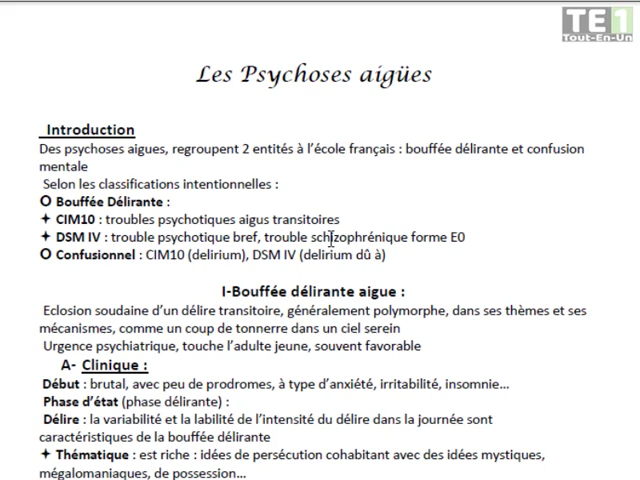 TE1
Tout-En-Un
Les Psychoses aigües
Introduction
Des psychoses aigues, regroupent 2 entités à l'école français : bouffée délirante et confusion
mentale
Selon les classifications intentionnelles :
Bouffée Délirante :
CIM10 : troubles psychotiques aigus transitoires
DSM IV : trouble psychotique bref, trouble schizophrénique forme E0
Confusionnel : CIM10 (delirium), DSM IV (delirium dû à)
I-Bouffée délirante aigue :
Eclosion soudaine d'un délire transitoire, généralement polymorphe, dans ses thèmes et ses
mécanismes, comme un coup de tonnerre dans un ciel serein
Urgence psychiatrique, touche l'adulte jeune, souvent favorable
A- Clinique :
Début : brutal, avec peu de prodromes, à type d'anxiété, irritabilité, insomnie…
Phase d'état (phase délirante) :
Délire : la variabilité et la labilité de l'intensité du délire dans la journée sont
caractéristiques de la bouffée délirante
Thématique : est riche : idées de persécution cohabitant avec des idées mystiques,
mégalomaniaques, de possession…